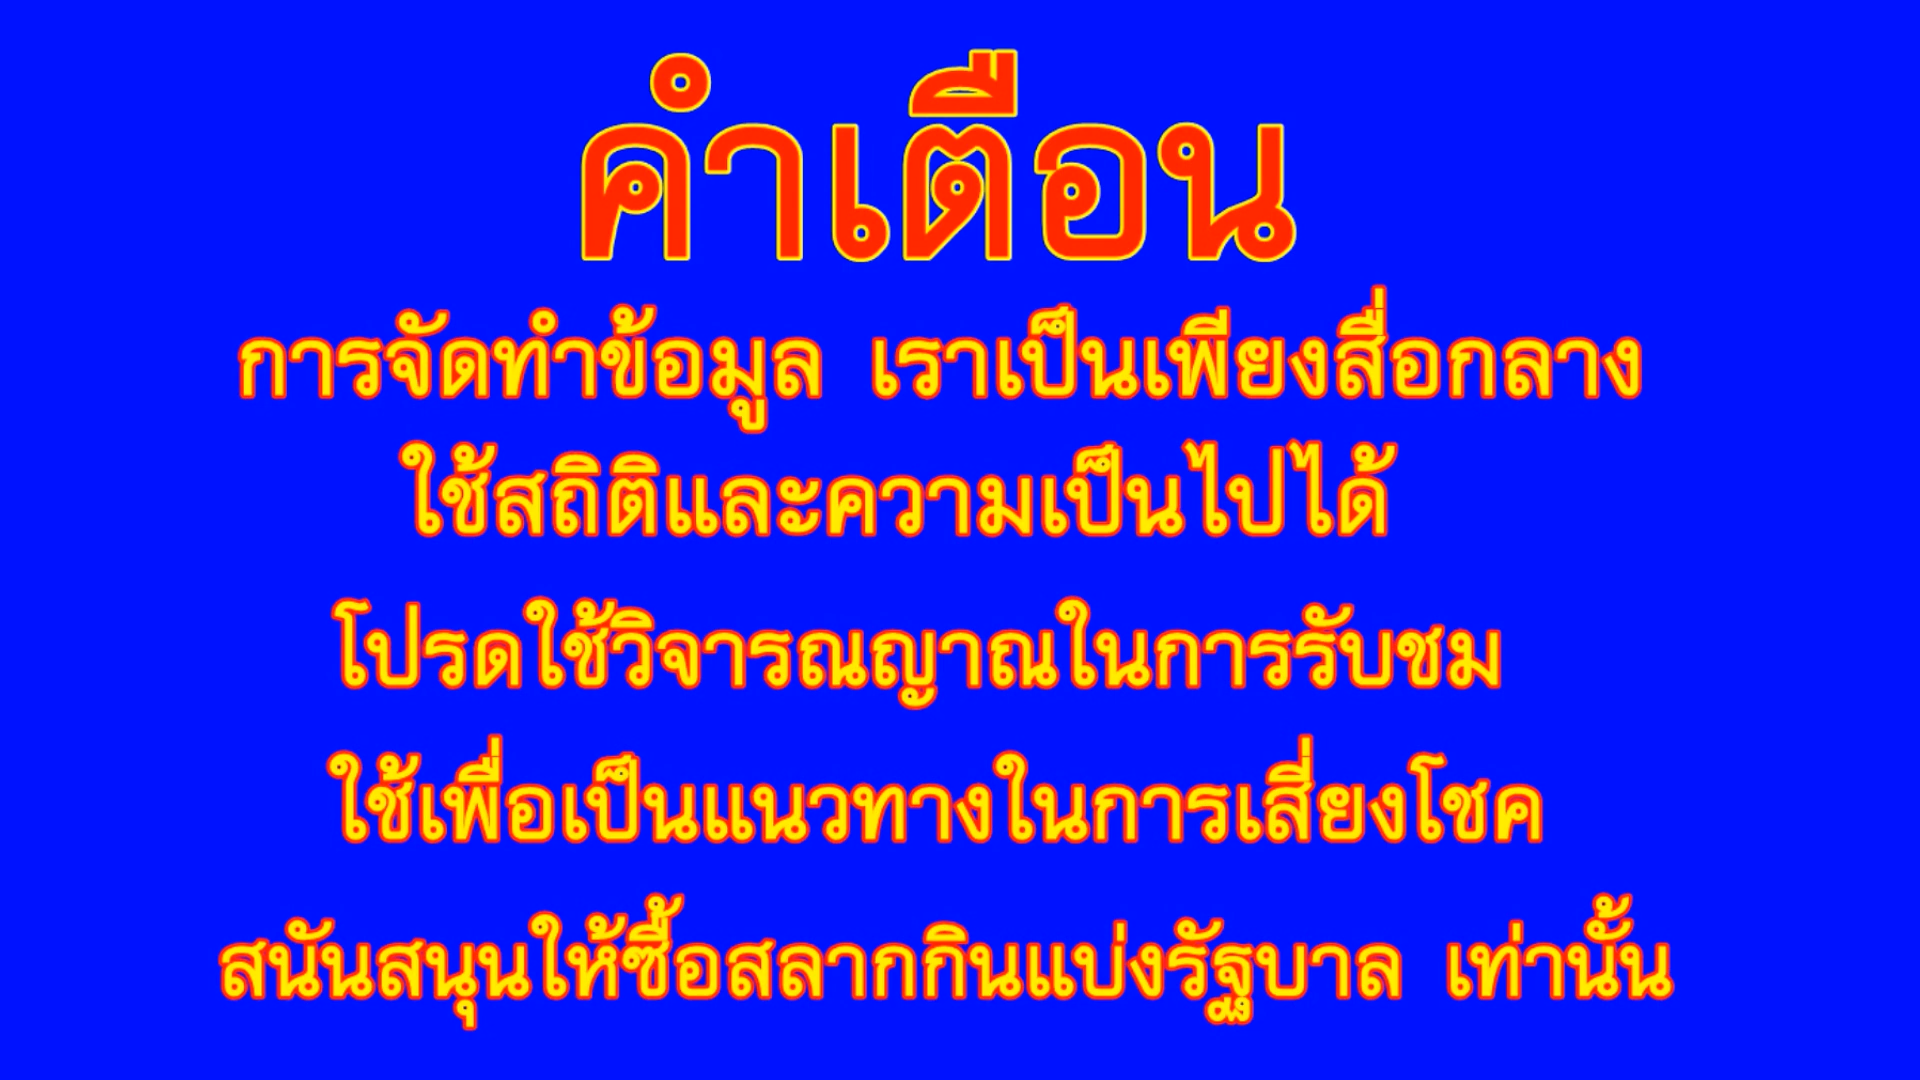 คำเตือน
การจัดทำข้อมูล เราเป็นเพียงสื่อกลาง
ใช้สถิติและความเป็นไปได้
โปรดใช้วิจารณญาณในการรับชม
ใช้เพื่อเป็นแนวทางในการเสี่ยงโชค
สนันสนุนให้ซื้อสลากกินแบ่งรัฐบาล เท่านั้น